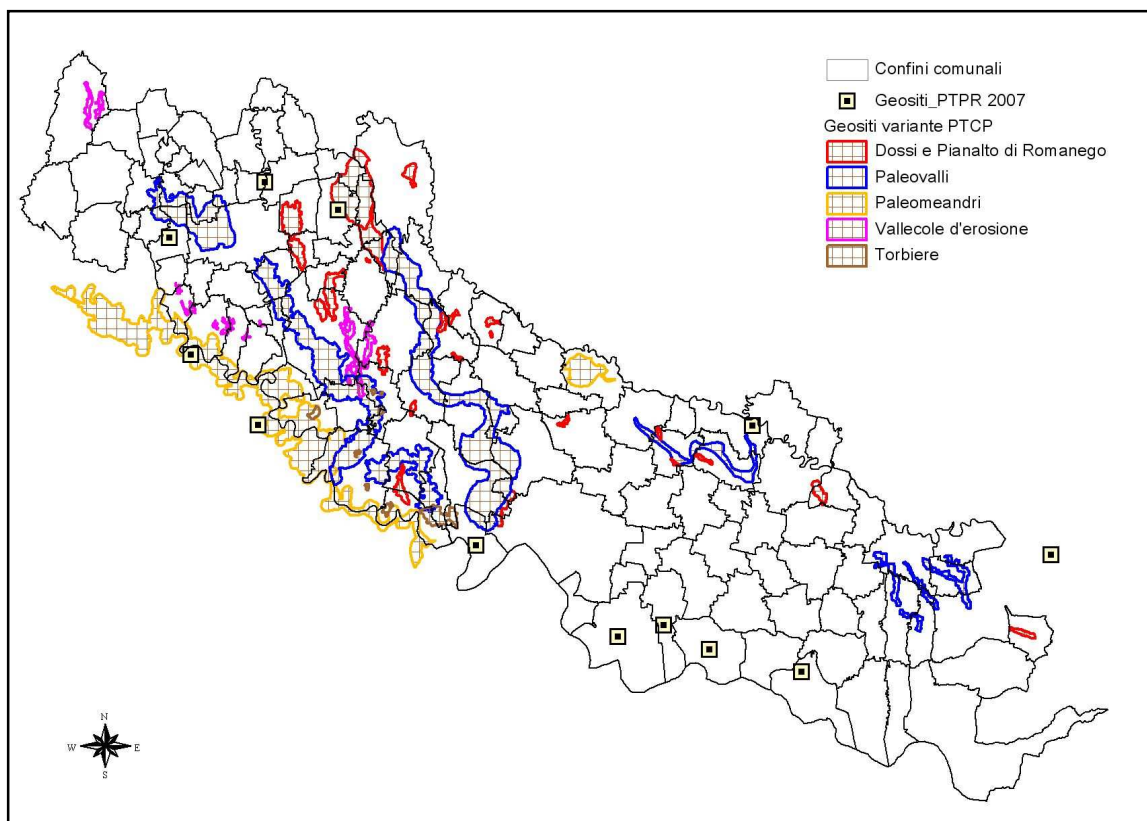 Confini comunali
Geositi_PTPR 2007
Geositi variante PTCP
Dossi e Pianalto di Romanego
Paleovalli
Paleomeandri
Vallecole d'erosione
Torbiere
N
W E
S